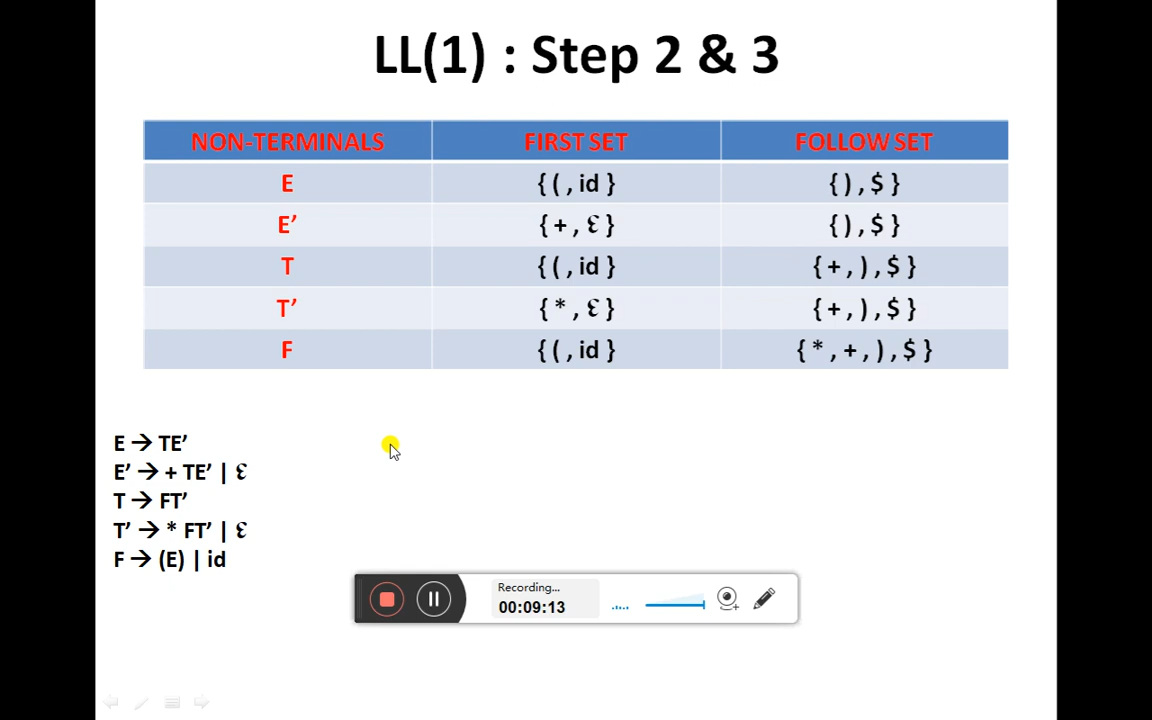 LL(1) : Step 2 & 3
NON-TERMINALS FIRST SET FOLLOW SET
E { ( , id } { ) , $ }
E’ { + , Ɛ } { ) , $ }
T { ( , id } { + , ) , $ }
T’ { * , Ɛ } { + , ) , $ }
F { ( , id } { * , + , ) , $ }
E → TE’
E’ → + TE’ | Ɛ
T → FT’
T’ → * FT’ | Ɛ
F → (E) | id
Recording...
00:09:13